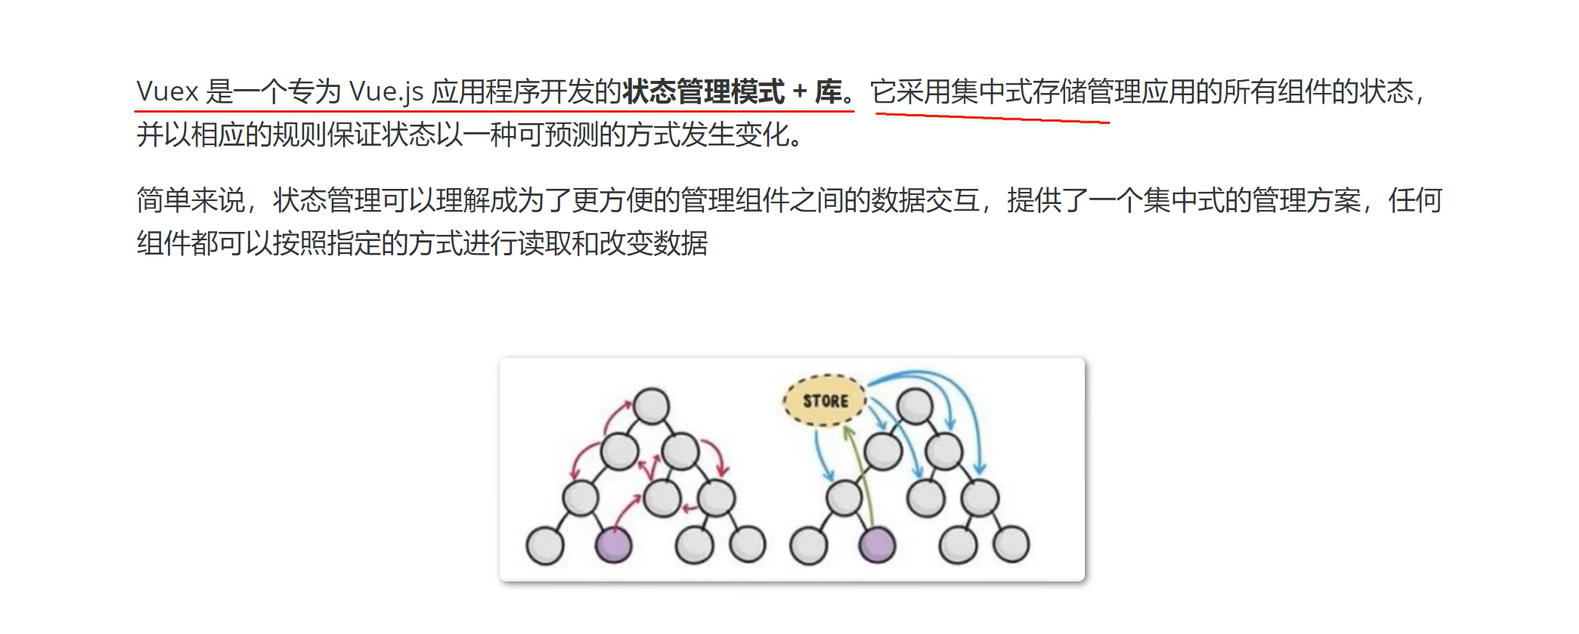 Vuex 是一个专为 Vue.js 应用程序开发的状态管理模式 + 库。它采用集中式存储管理应用的所有组件的状态，
并以相应的规则保证状态以一种可预测的方式发生变化。
简单来说，状态管理可以理解成为了更方便的管理组件之间的数据交互，提供了一个集中式的管理方案，任何
组件都可以按照指定的方式进行读取和改变数据
STORE